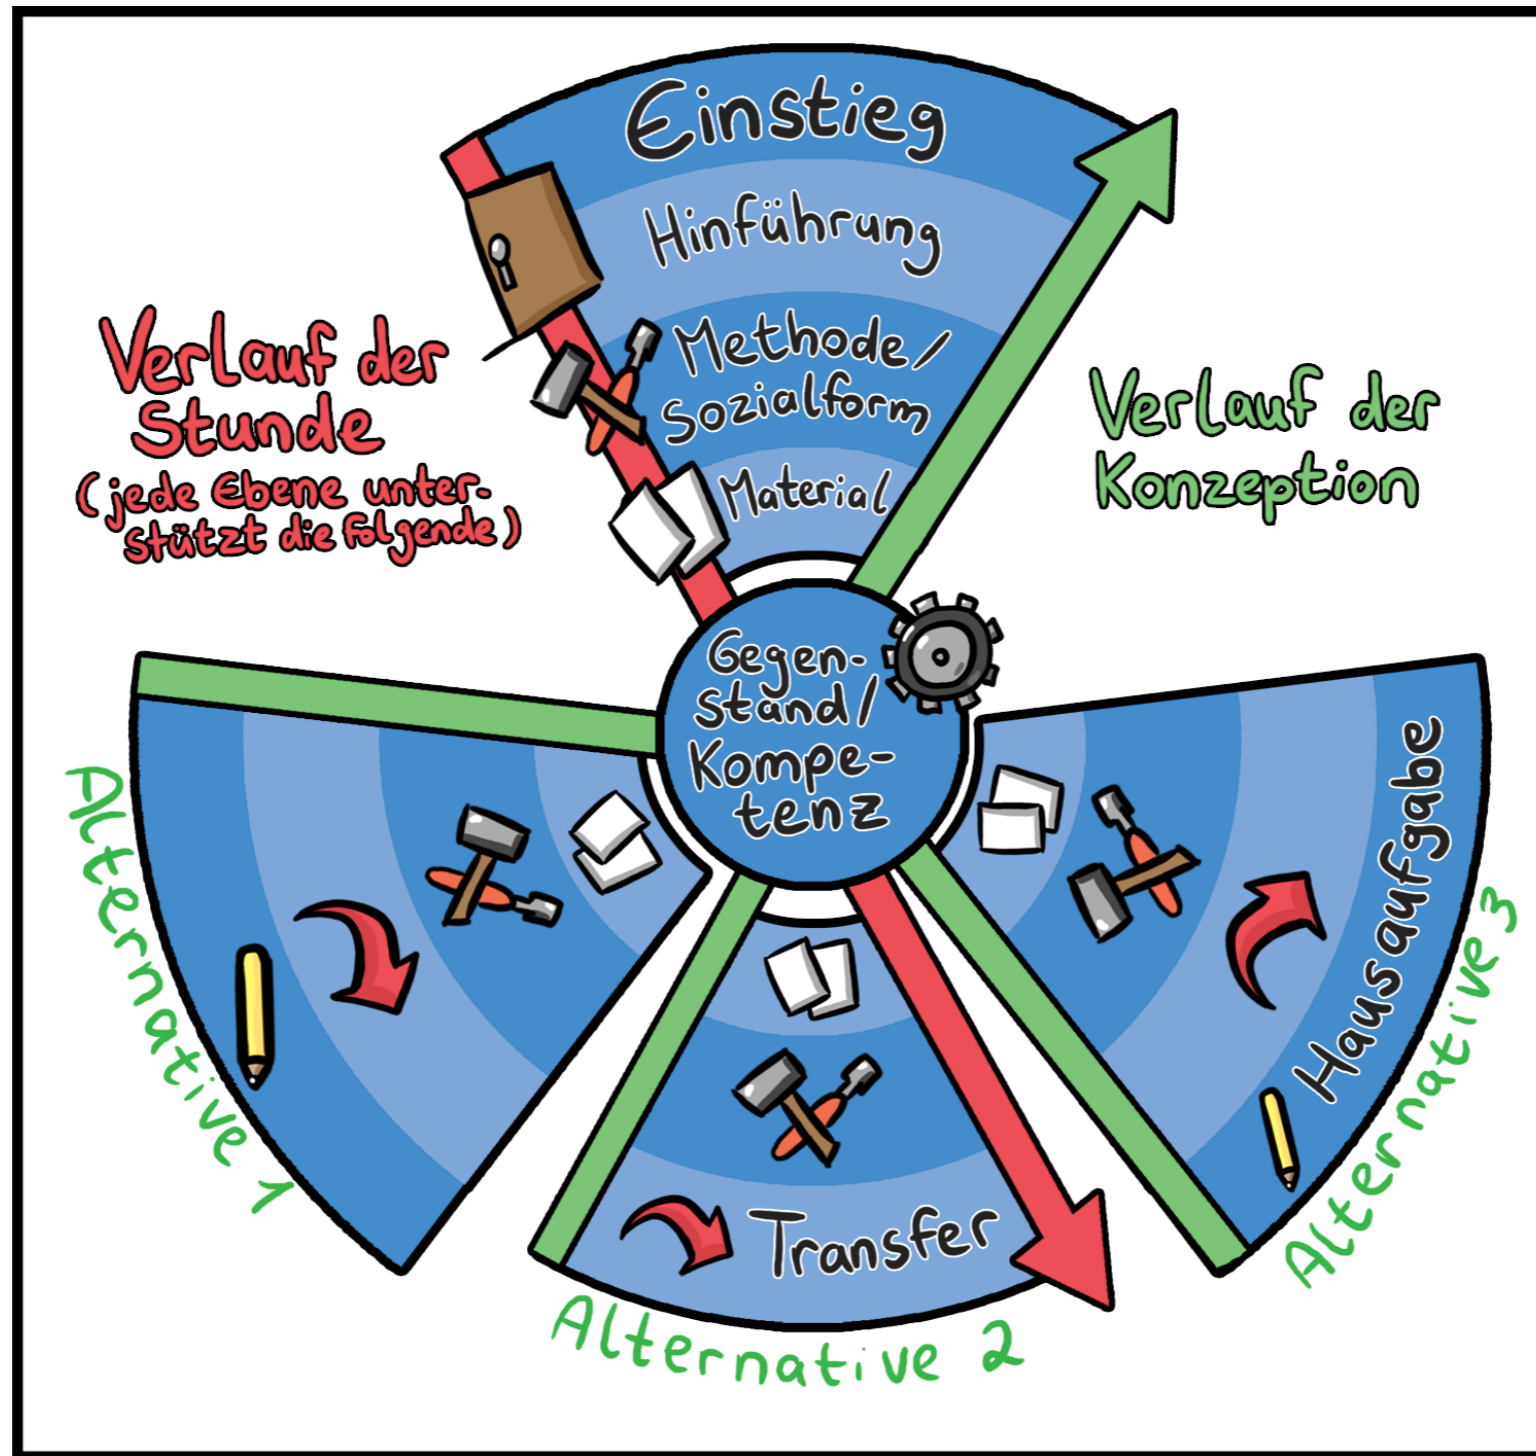 Einstieg
Hinführung
Methode/
Sozialform
Material
Verlauf der
Stunde
(jede Ebene unter-
stützt die folgende)
Verlauf der
Konzeption
Gegen-
stand/
Kompe-
tenz
Alternative 1
Transfer
Alternative 2
Hausaufgabe
Alternative 3